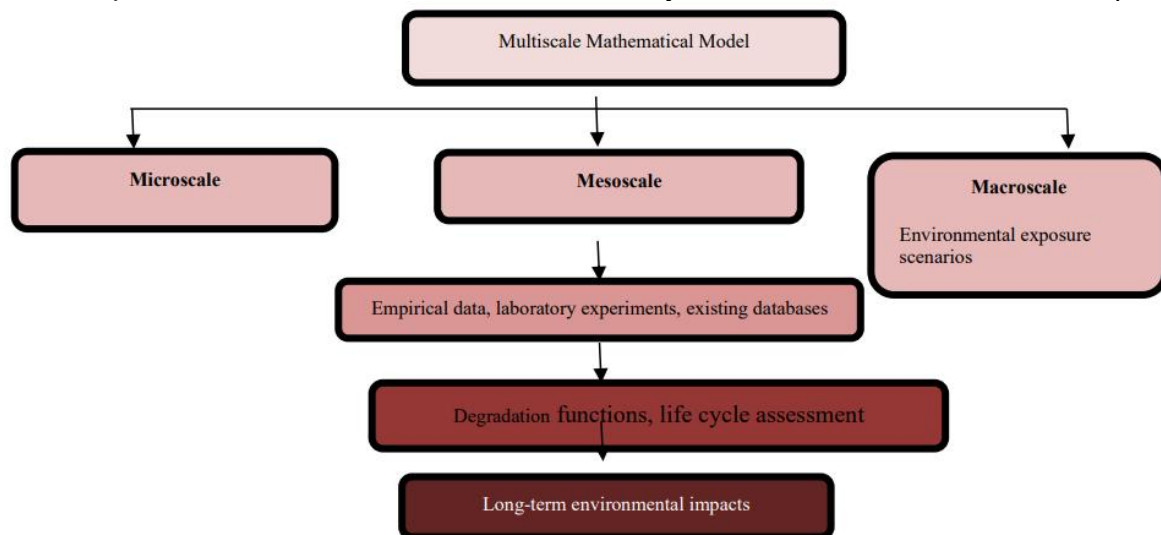 Multiscale Mathematical Model
Microscale
Mesoscale
Macroscale
Environmental exposure
scenarios
Empirical data, laboratory experiments, existing databases
Degradation functions, life cycle assessment
Long-term environmental impacts